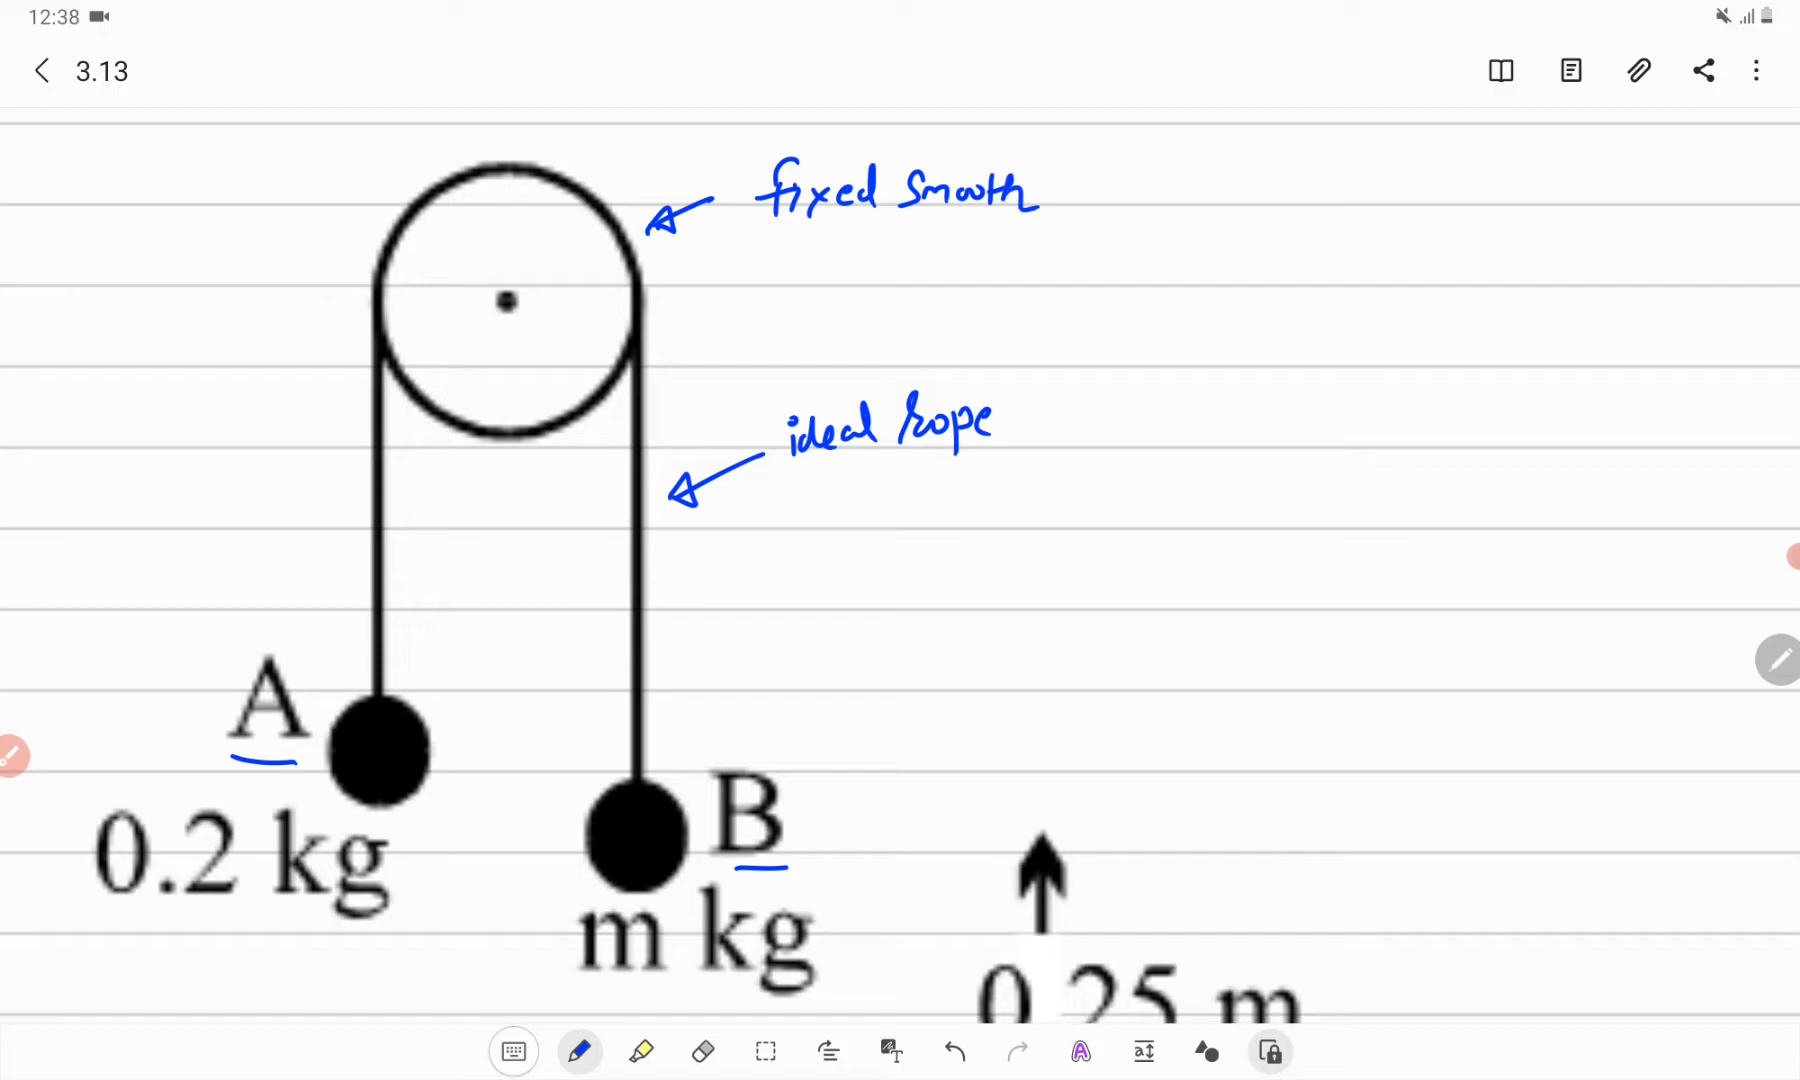 12:38
3.13
fixed smooth
ideal rope
A
0.2 kg
B
m kg
0.25 m